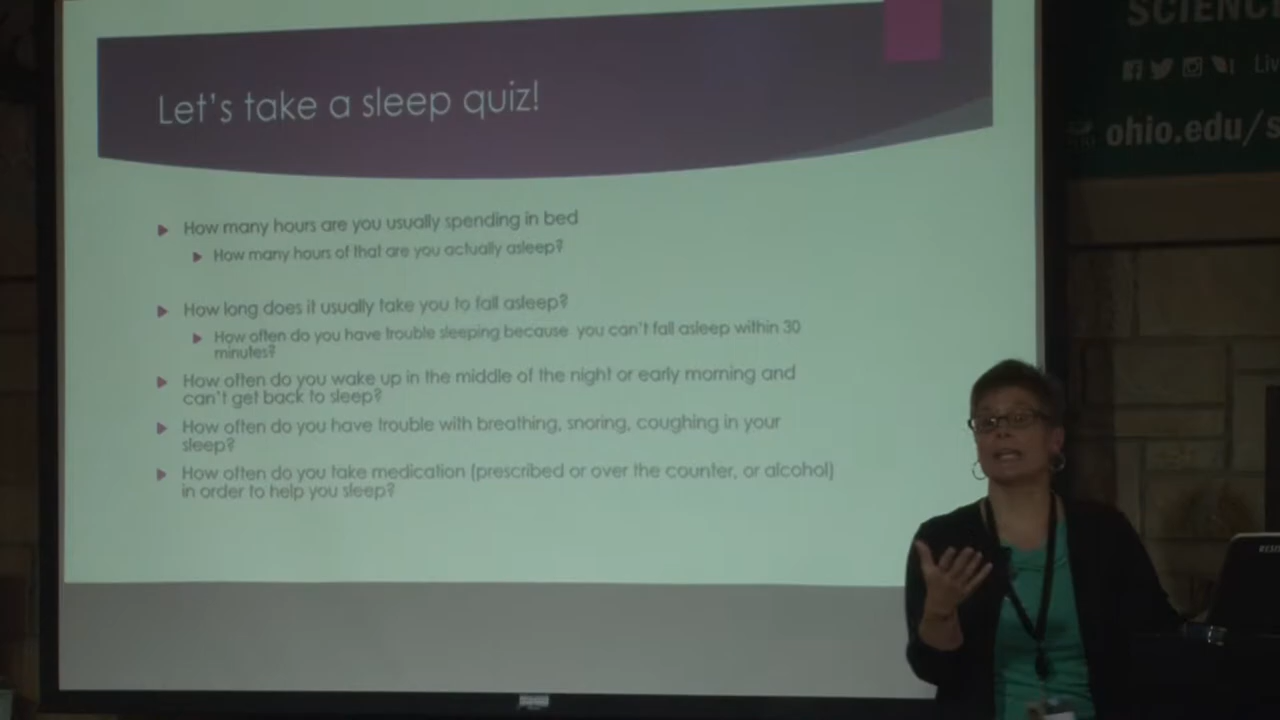 Let's take a sleep quiz!
How many hours are you usually spending in bed
How many hours of that are you actually asleep?
How long does it usually take you to fall asleep?
How often do you have trouble sleeping because you can't fall asleep within 30
minutes?
How often do you wake up in the middle of the night or early morning and
can't get back to sleep?
How often do you have trouble with breathing, snoring, coughing in your
sleep?
How often do you take medication (prescribed or over the counter, or alcohol)
in order to help you sleep?
SCIENC
Liv
ohio.edu/s